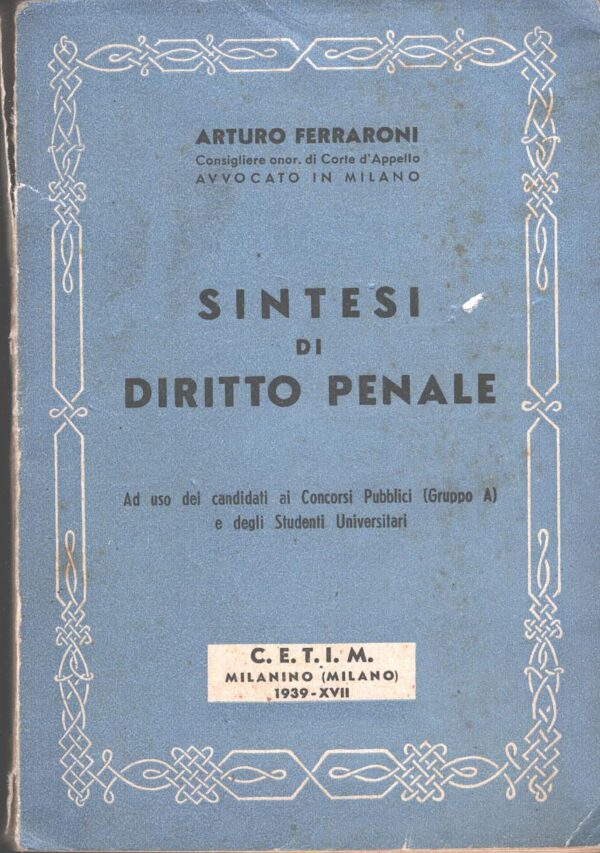 ARTURO FERRARONI
Consigliere onor. di Corte d'Appello
AVVOCATO IN MILANO
SINTESI
DI
DIRITTO PENALE
Ad uso dei candidati ai Concorsi Pubblici (Gruppo A)
e degli Studenti Universitari
C. E. T. I. M.
MILANINO (MILANO)
1939-XVII